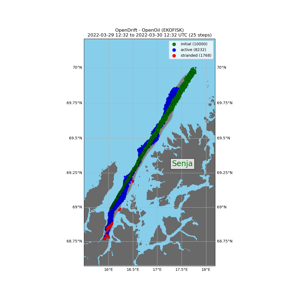 OpenDrift - OpenOil (EKOFISK)
2022-03-29 12:32 to 2022-03-30 12:32 UTC (25 steps)
initial (10000)
active (8232)
stranded (1768)
70°N 70°N
69.75°N 69.75°N
69.5°N 69.5°N
Senja
69.25°N 69.25°N
69°N 69°N
68.75°N 68.75°N
16°E 16.5°E 17°E 17.5°E 18°E